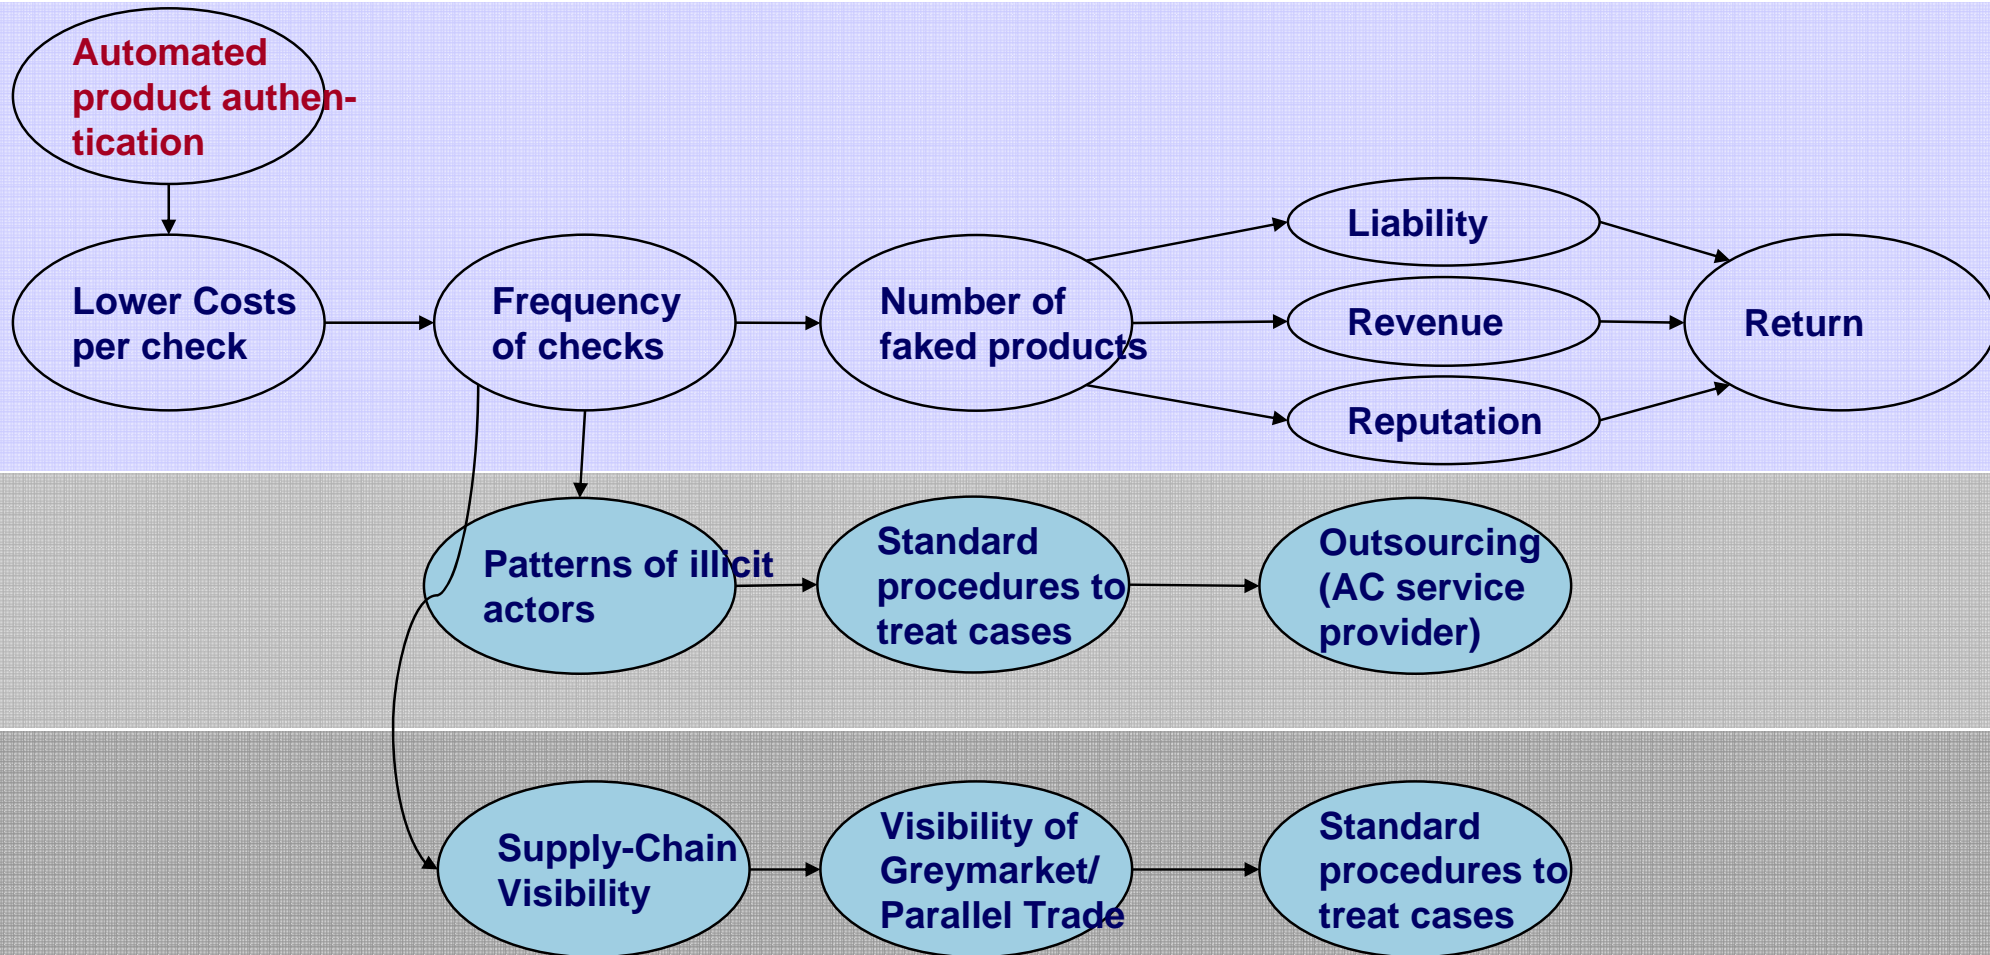 Automated
product authen-
tication
Lower Costs
per check
Frequency
of checks
Number of
faked products
Liability
Revenue
Reputation
Return
Patterns of illicit
actors
Standard
procedures to
treat cases
Outsourcing
(AC service
provider)
Supply-Chain
Visibility
Visibility of
Greymarket/
Parallel Trade
Standard
procedures to
treat cases